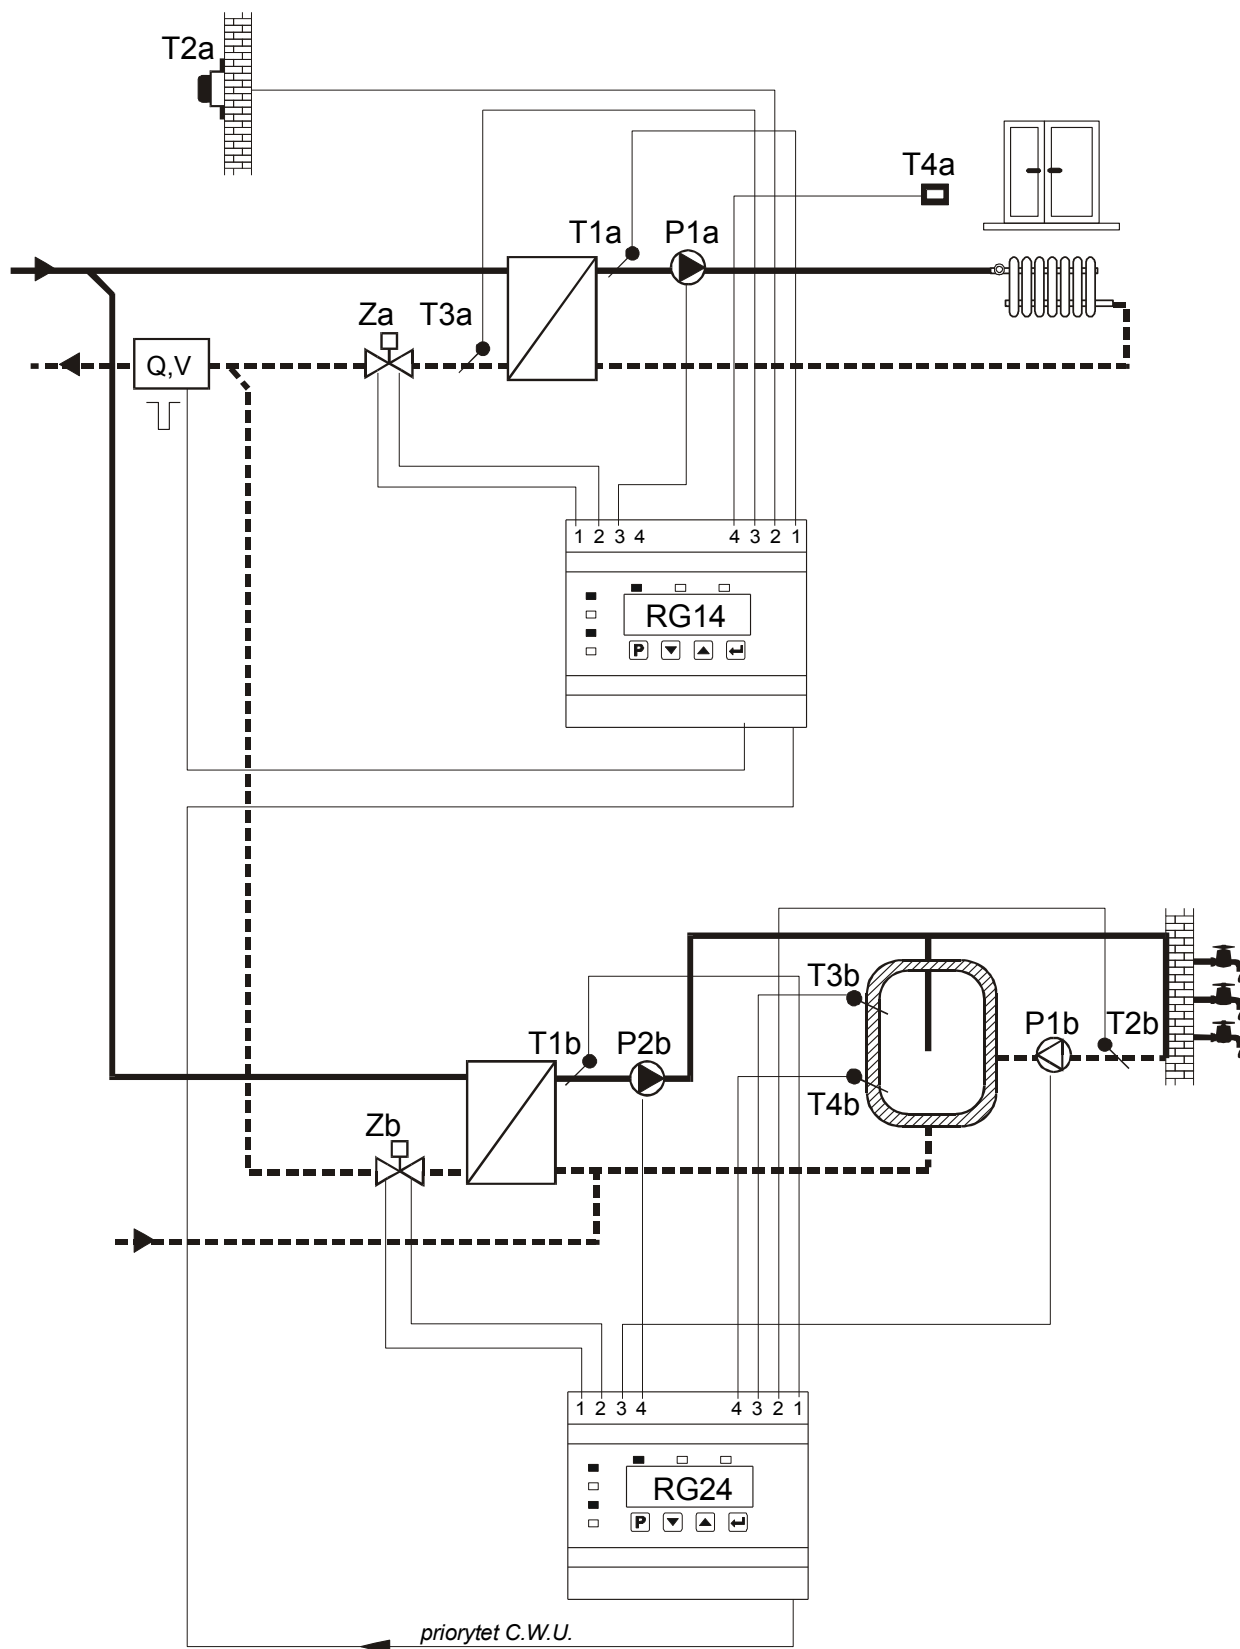 T2a
T4a
T1a P1a
Za T3a
Q,V
1 2 3 4 4 3 2 1
RG14
P
T3b
P1b T2b
T1b P2b
T4b
Zb
1 2 3 4 4 3 2 1
RG24
P
priorytet C.W.U.